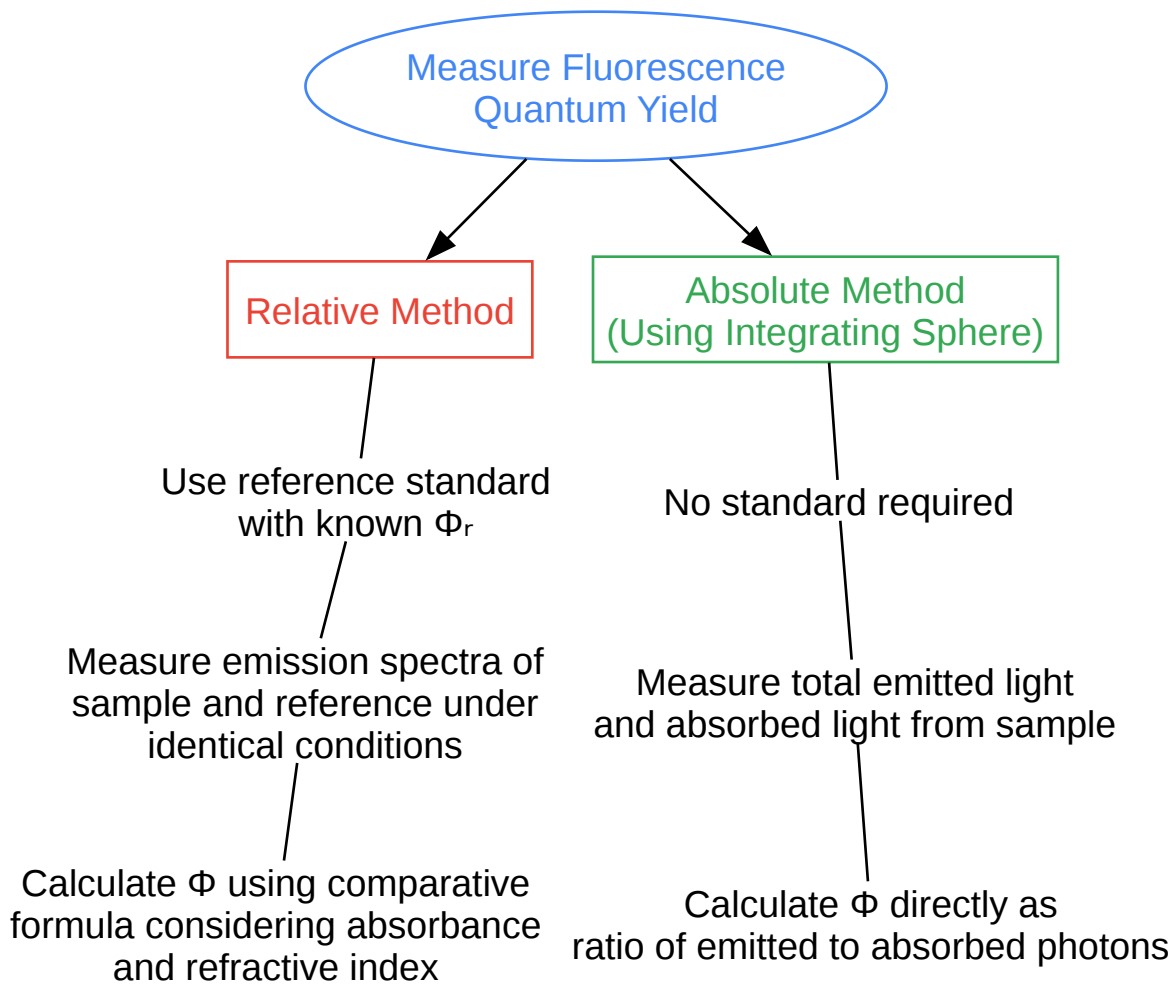 Measure Fluorescence
Quantum Yield
Relative Method
Absolute Method
(Using Integrating Sphere)
Use reference standard
with known Φᵣ
No standard required
Measure emission spectra of
sample and reference under
identical conditions
Measure total emitted light
and absorbed light from sample
Calculate Φ using comparative
formula considering absorbance
and refractive index
Calculate Φ directly as
ratio of emitted to absorbed photons